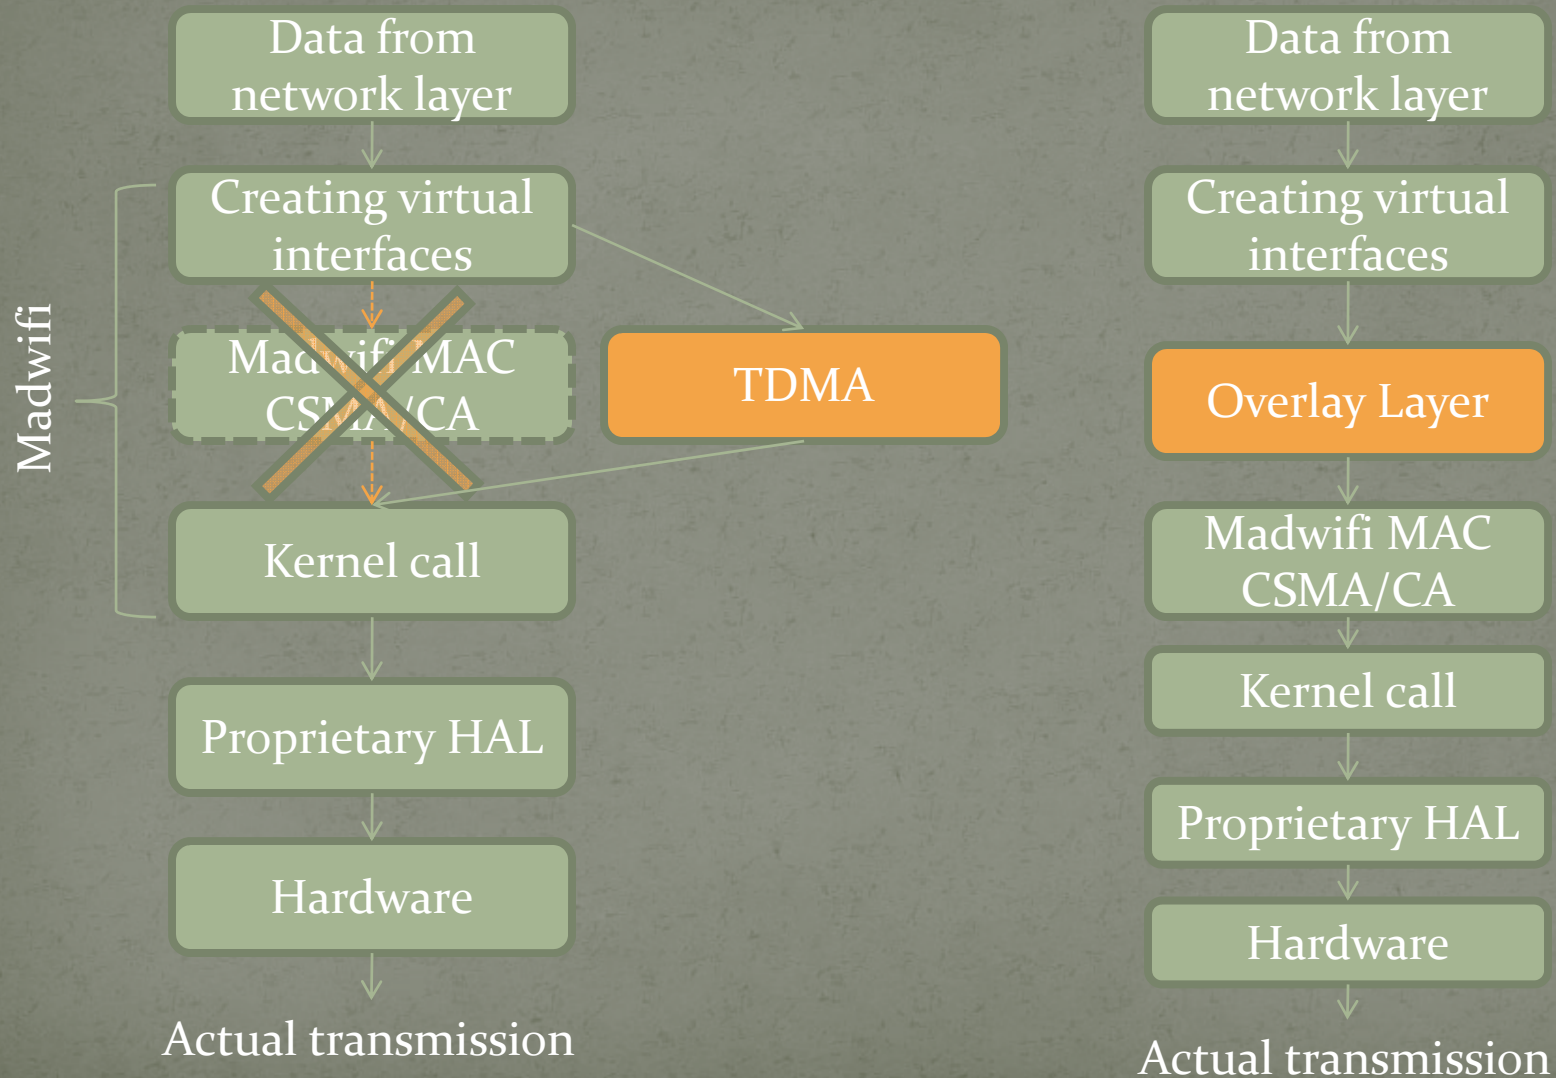 Data from
network layer
Creating virtual
interfaces
Madwifi
Madwifi MAC
CSMA/CA
TDMA
Kernel call
Proprietary HAL
Hardware
Actual transmission
Data from
network layer
Creating virtual
interfaces
Overlay Layer
Madwifi MAC
CSMA/CA
Kernel call
Proprietary HAL
Hardware
Actual transmission